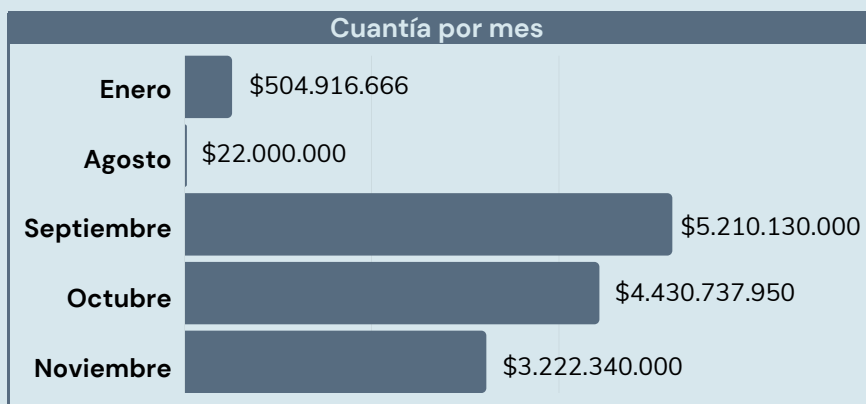 Cuantía por mes
Enero $504.916.666
Agosto $22.000.000
Septiembre $5.210.130.000
Octubre $4.430.737.950
Noviembre $3.222.340.000